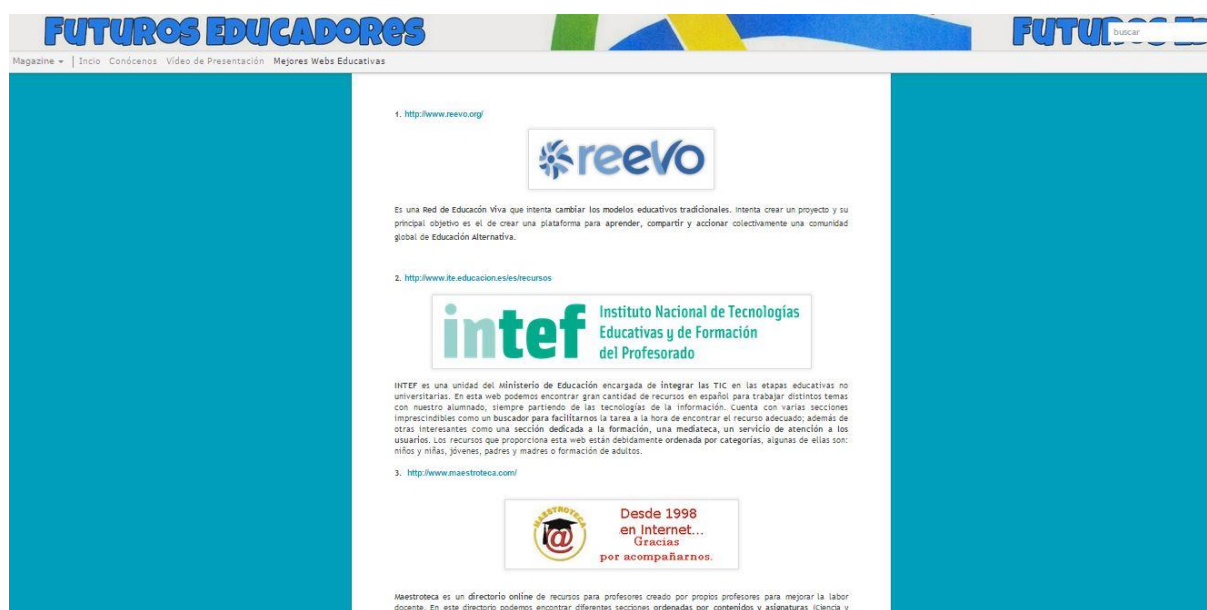 FUTUROS EDUCADORES
FUTUROS ED
buscar
Magazine | Incio Conócenos Vídeo de Presentación Mejores Webs Educativas
1. http://www.reevo.org/
reevo
Es una Red de Educacón Viva que intenta cambiar los modelos educativos tradicionales. Intenta crear un proyecto y su
principal objetivo es el de crear una plataforma para aprender, compartir y accionar colectivamente una comunidad
global de Educación Alternativa.
2. http://www.ite.educacion.es/es/recursos
intef
Instituto Nacional de Tecnologías
Educativas y de Formación
del Profesorado
INTEF es una unidad del Ministerio de Educación encargada de integrar las TIC en las etapas educativas no
universitarias. En esta web podemos encontrar gran cantidad de recursos en español para trabajar distintos temas
con nuestro alumnado, siempre partiendo de las tecnologías de la información. Cuenta con varias secciones
imprescindibles como un buscador para facilitarnos la tarea a la hora de encontrar el recurso adecuado; además de
otras interesantes como una sección dedicada a la formación, una mediateca, un servicio de atención a los
usuarios. Los recursos que proporciona esta web están debidamente ordenada por categorías, algunas de ellas son:
niños y niñas, jóvenes, padres y madres o formación de adultos.
3. http://www.maestroteca.com/
MAESTROTECA
@
Desde 1998
en Internet...
Gracias
por acompañarnos.
Maestroteca es un directorio online de recursos para profesores creado por propios profesores para mejorar la labor
docente. En este directorio podemos encontrar diferentes secciones ordenadas por contenidos y asignaturas (Ciencia y